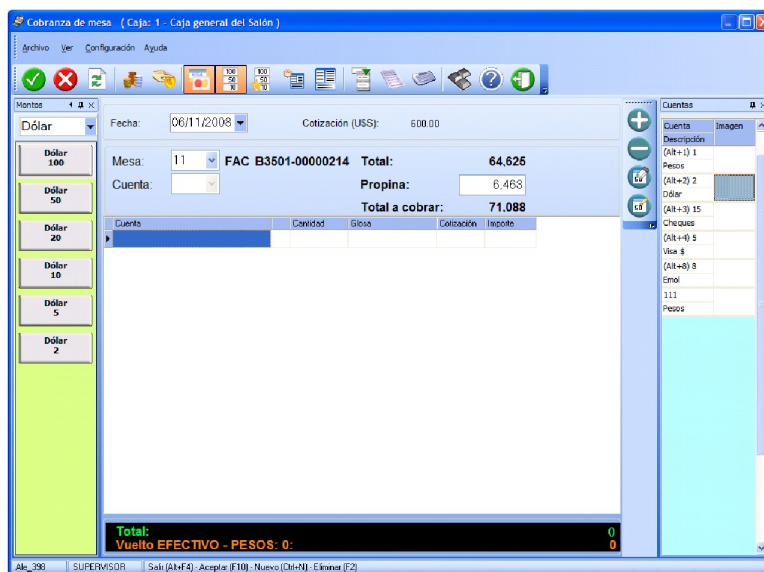 Cobranza de mesa ( Caja: 1 - Caja general del Salón )
Archivo Ver Configuración Ayuda
Montos
Dólar
Dólar 100
Dólar 50
Dólar 20
Dólar 10
Dólar 5
Dólar 2
Fecha: 06/11/2008 Cotización (U$S): 600.00
Mesa: 11 FAC B3501-00000214 Total: 64,625
Cuenta: Propina: 6,463
Total a cobrar: 71.088
Cuenta Cantidad Glosa Cotización Importe
Cuentas
Cuenta Imagen
Descripción
(Alt+1) 1
Pesos
(Alt+2) 2
Dólar
(Alt+3) 15
Cheques
(Alt+4) 5
Visa $
(Alt+8) 8
Emol
111
Pesos
Total: 0
Vuelto EFECTIVO - PESOS: 0: 0
Ale_398 SUPERVISOR Salir (Alt+F4) - Aceptar (F10) - Nuevo (Ctrl+N) - Eliminar (F2)